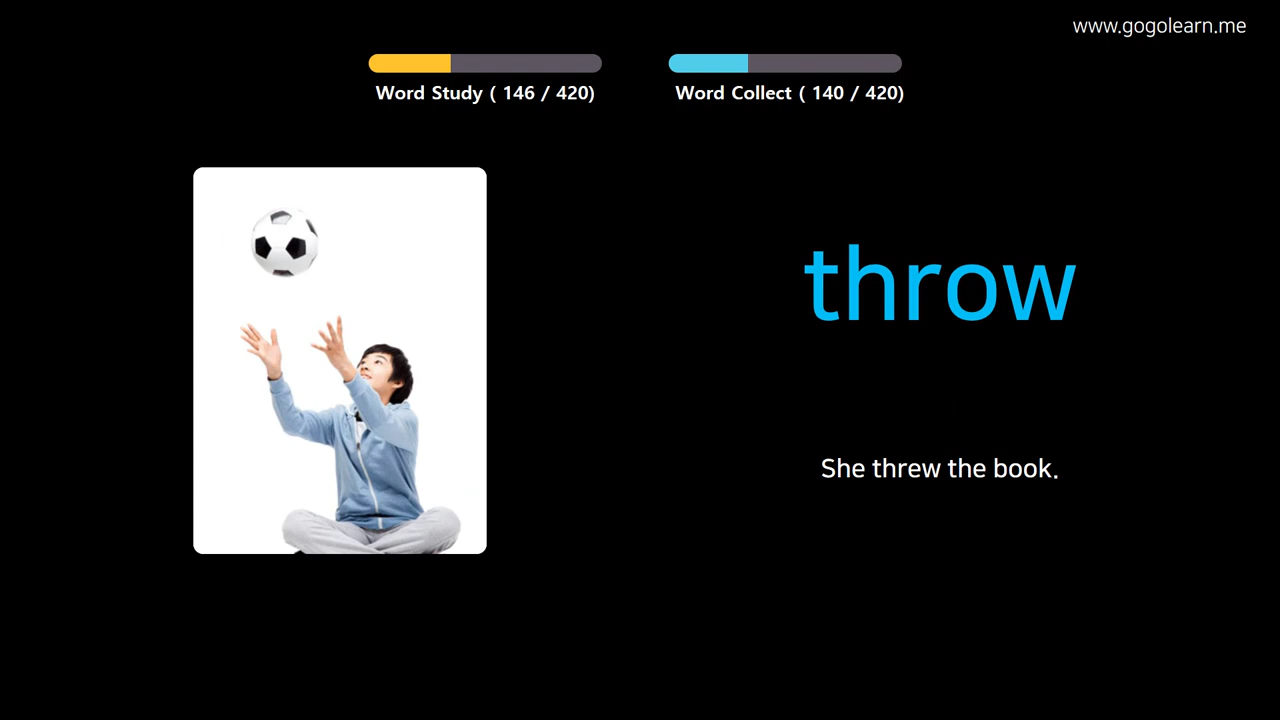 www.gogolearn.me
Word Study ( 146 / 420)
Word Collect ( 140 / 420)
throw
She threw the book.